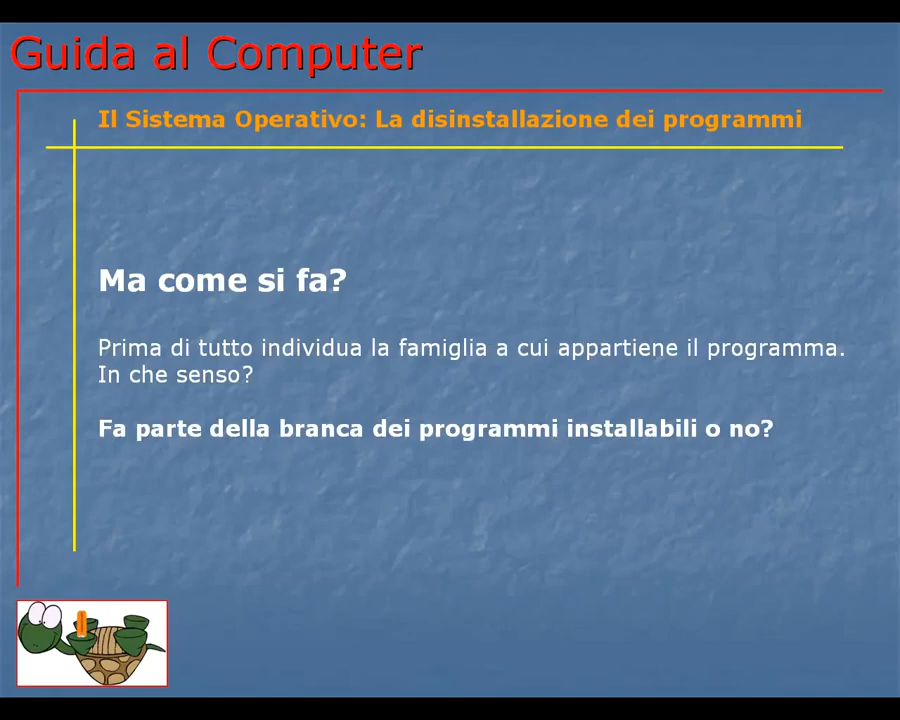 Guida al Computer
Il Sistema Operativo: La disinstallazione dei programmi
Ma come si fa?
Prima di tutto individua la famiglia a cui appartiene il programma.
In che senso?
Fa parte della branca dei programmi installabili o no?